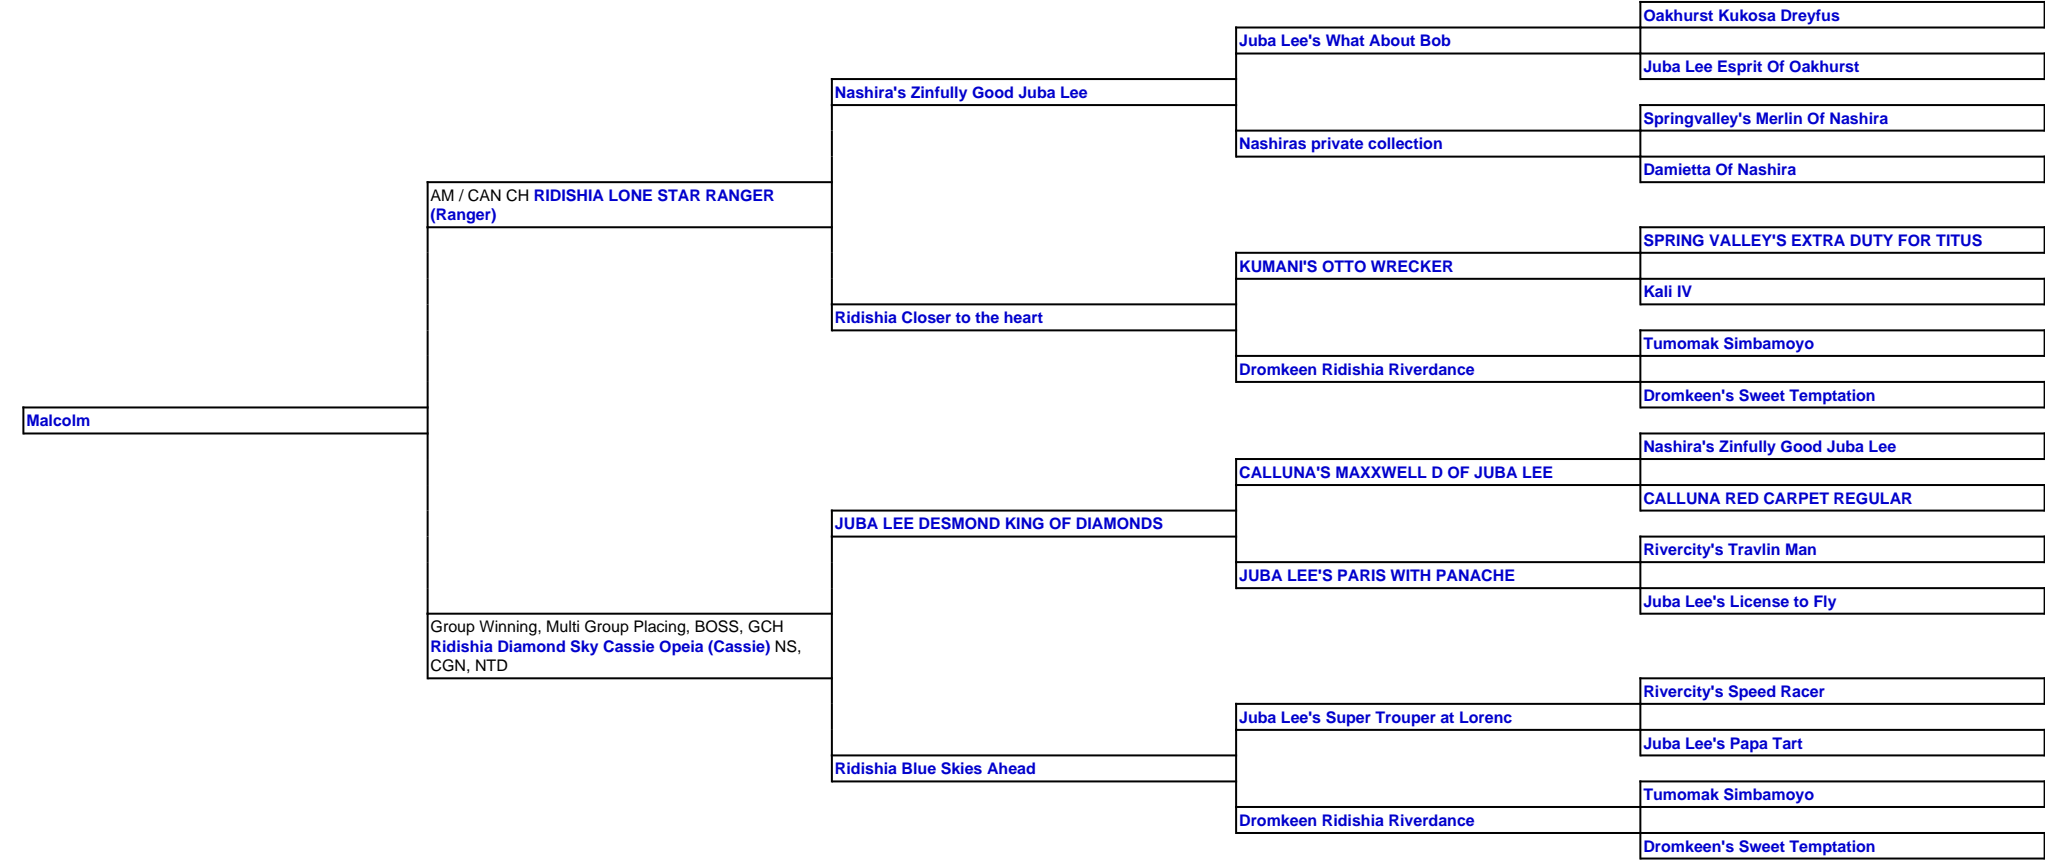 Oakhurst Kukosa Dreyfus
Juba Lee's What About Bob
Juba Lee Esprit Of Oakhurst
Nashira's Zinfully Good Juba Lee
Springvalley's Merlin Of Nashira
Nashiras private collection
Damietta Of Nashira
AM / CAN CH RIDISHIA LONE STAR RANGER
(Ranger)
SPRING VALLEY'S EXTRA DUTY FOR TITUS
KUMANI'S OTTO WRECKER
Kali IV
Ridishia Closer to the heart
Tumomak Simbamoyo
Dromkeen Ridishia Riverdance
Dromkeen's Sweet Temptation
Malcolm
Nashira's Zinfully Good Juba Lee
CALLUNA'S MAXXWELL D OF JUBA LEE
CALLUNA RED CARPET REGULAR
JUBA LEE DESMOND KING OF DIAMONDS
Rivercity's Travlin Man
JUBA LEE'S PARIS WITH PANACHE
Juba Lee's License to Fly
Group Winning, Multi Group Placing, BOSS, GCH
Ridishia Diamond Sky Cassie Opeia (Cassie) NS,
CGN, NTD
Rivercity's Speed Racer
Juba Lee's Super Trouper at Lorenc
Juba Lee's Papa Tart
Ridishia Blue Skies Ahead
Tumomak Simbamoyo
Dromkeen Ridishia Riverdance
Dromkeen's Sweet Temptation